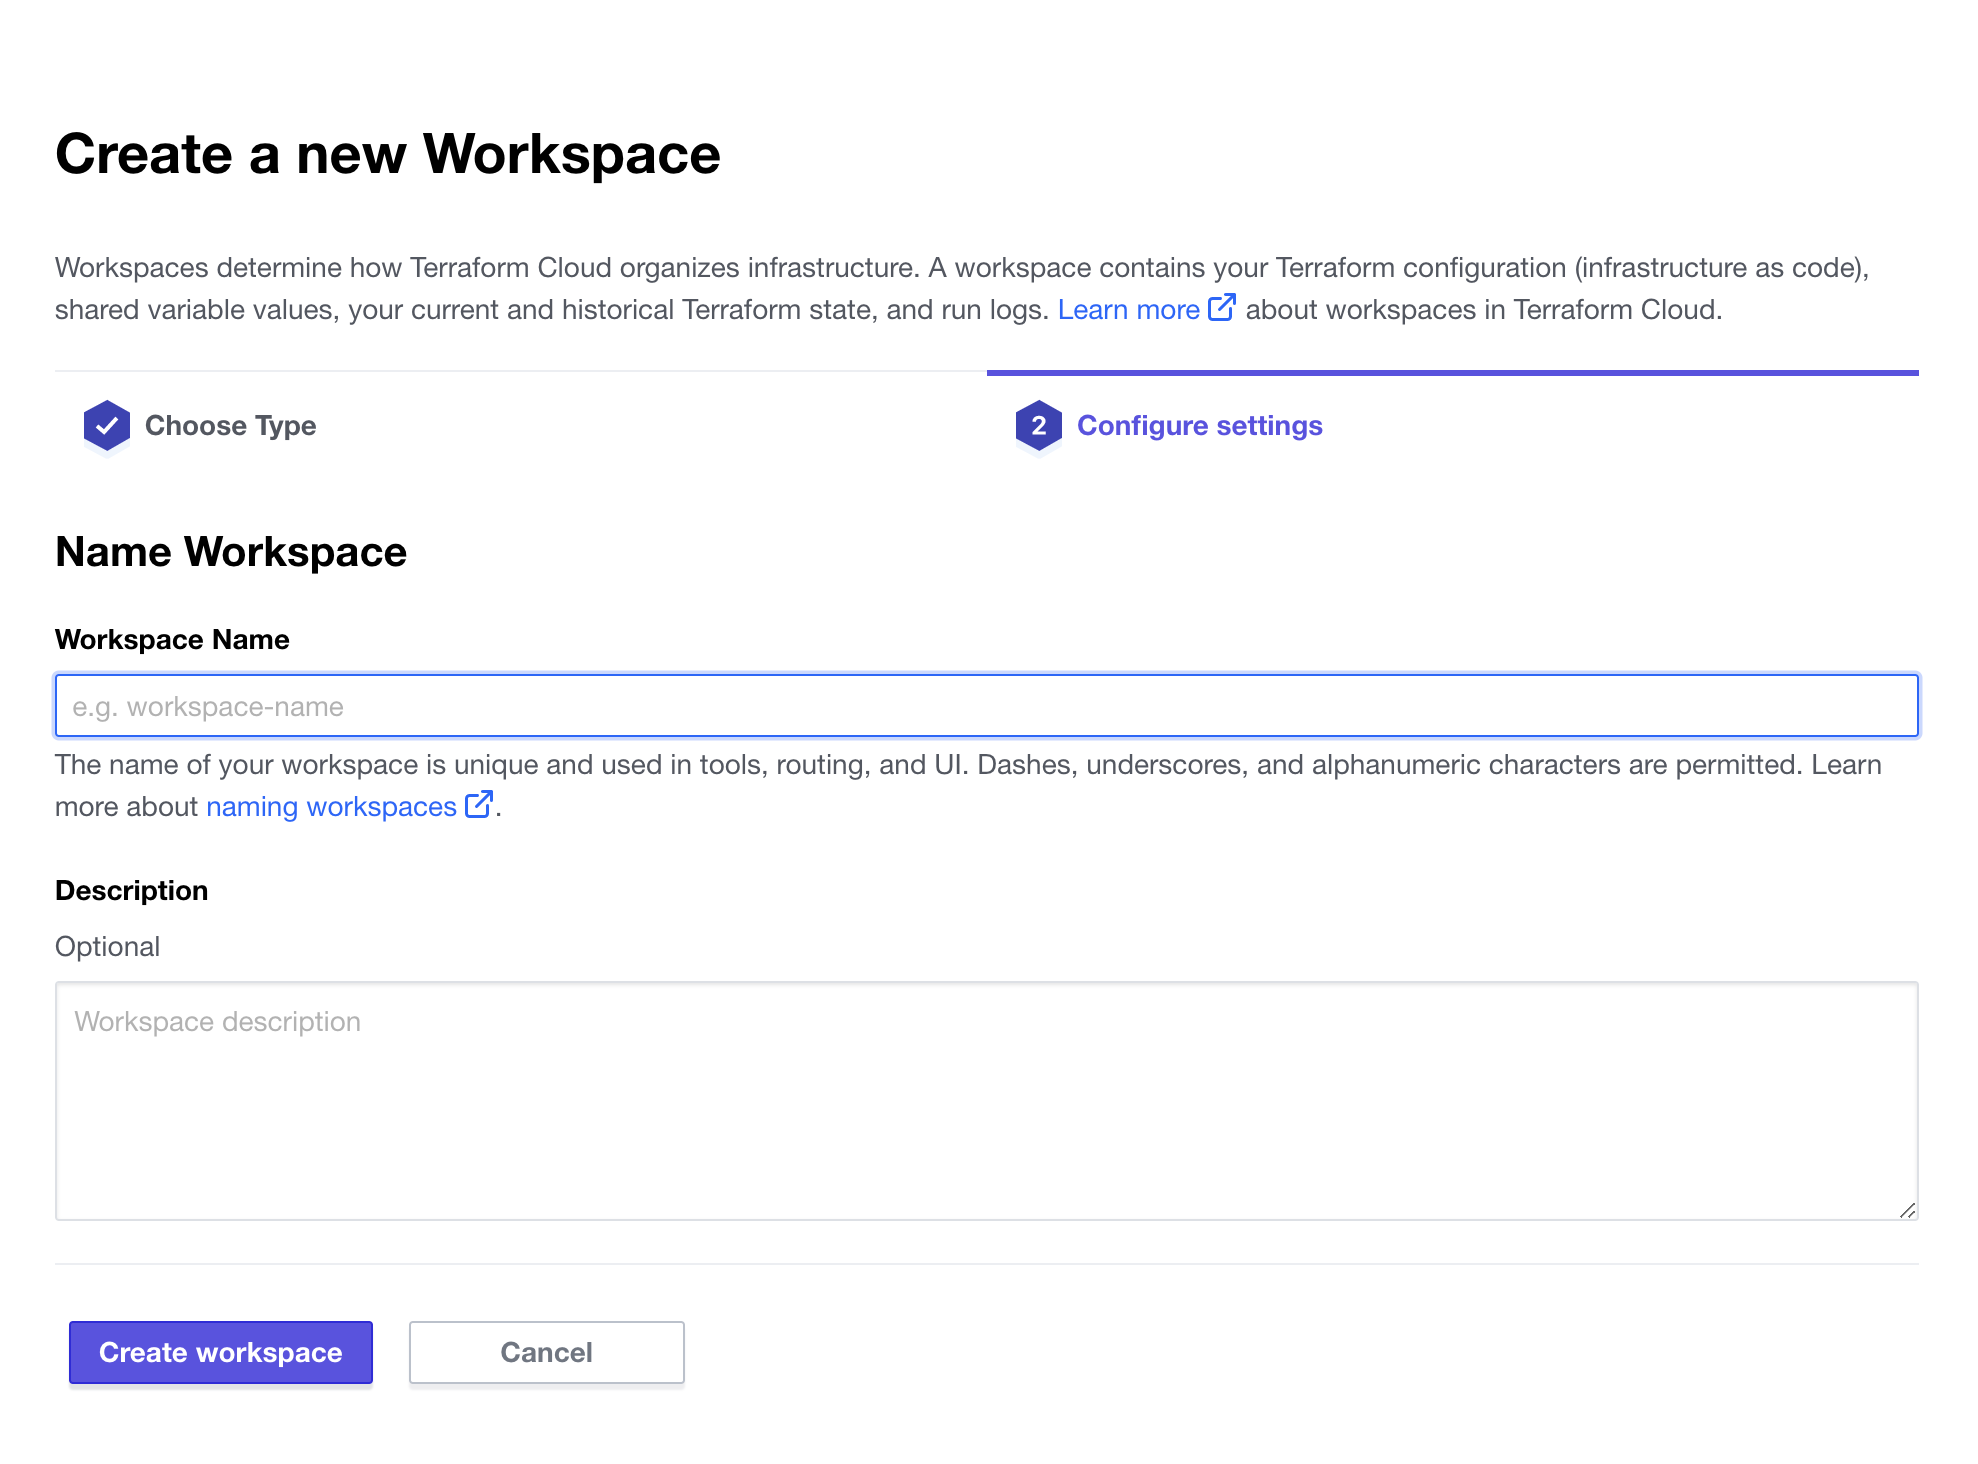 Create a new Workspace
Workspaces determine how Terraform Cloud organizes infrastructure. A workspace contains your Terraform configuration (infrastructure as code),
shared variable values, your current and historical Terraform state, and run logs. Learn more about workspaces in Terraform Cloud.
Choose Type
2 Configure settings
Name Workspace
Workspace Name
e.g. workspace-name
The name of your workspace is unique and used in tools, routing, and UI. Dashes, underscores, and alphanumeric characters are permitted. Learn
more about naming workspaces .
Description
Optional
Workspace description
Create workspace
Cancel